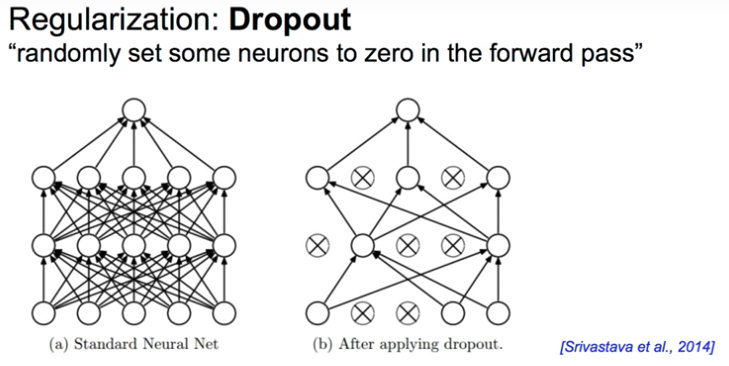 Regularization: Dropout
“randomly set some neurons to zero in the forward pass”
(a) Standard Neural Net
(b) After applying dropout.
[Srivastava et al., 2014]